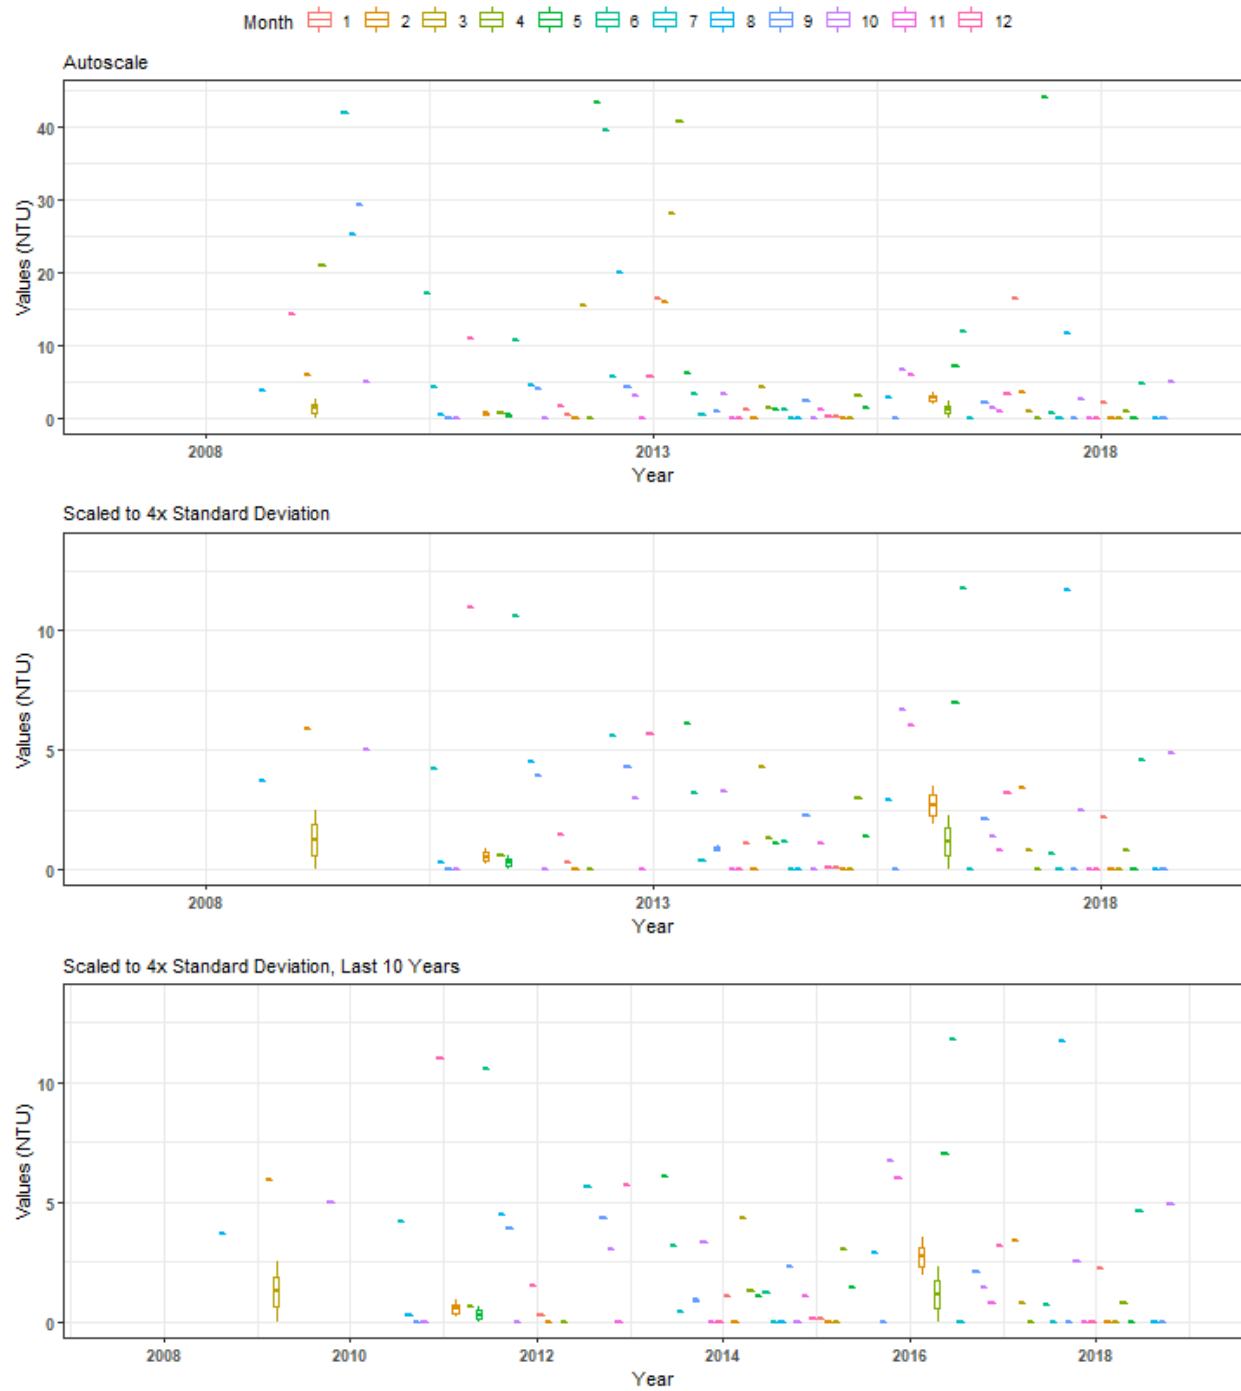 Month 1 2 3 4 5 6 7 8 9 10 11 12
Autoscale
Values (NTU)
40
30
20
10
0
2008 2013 2018
Year
Scaled to 4x Standard Deviation
Values (NTU)
10
5
0
2008 2013 2018
Year
Scaled to 4x Standard Deviation, Last 10 Years
Values (NTU)
10
5
0
2008 2010 2012 2014 2016 2018
Year